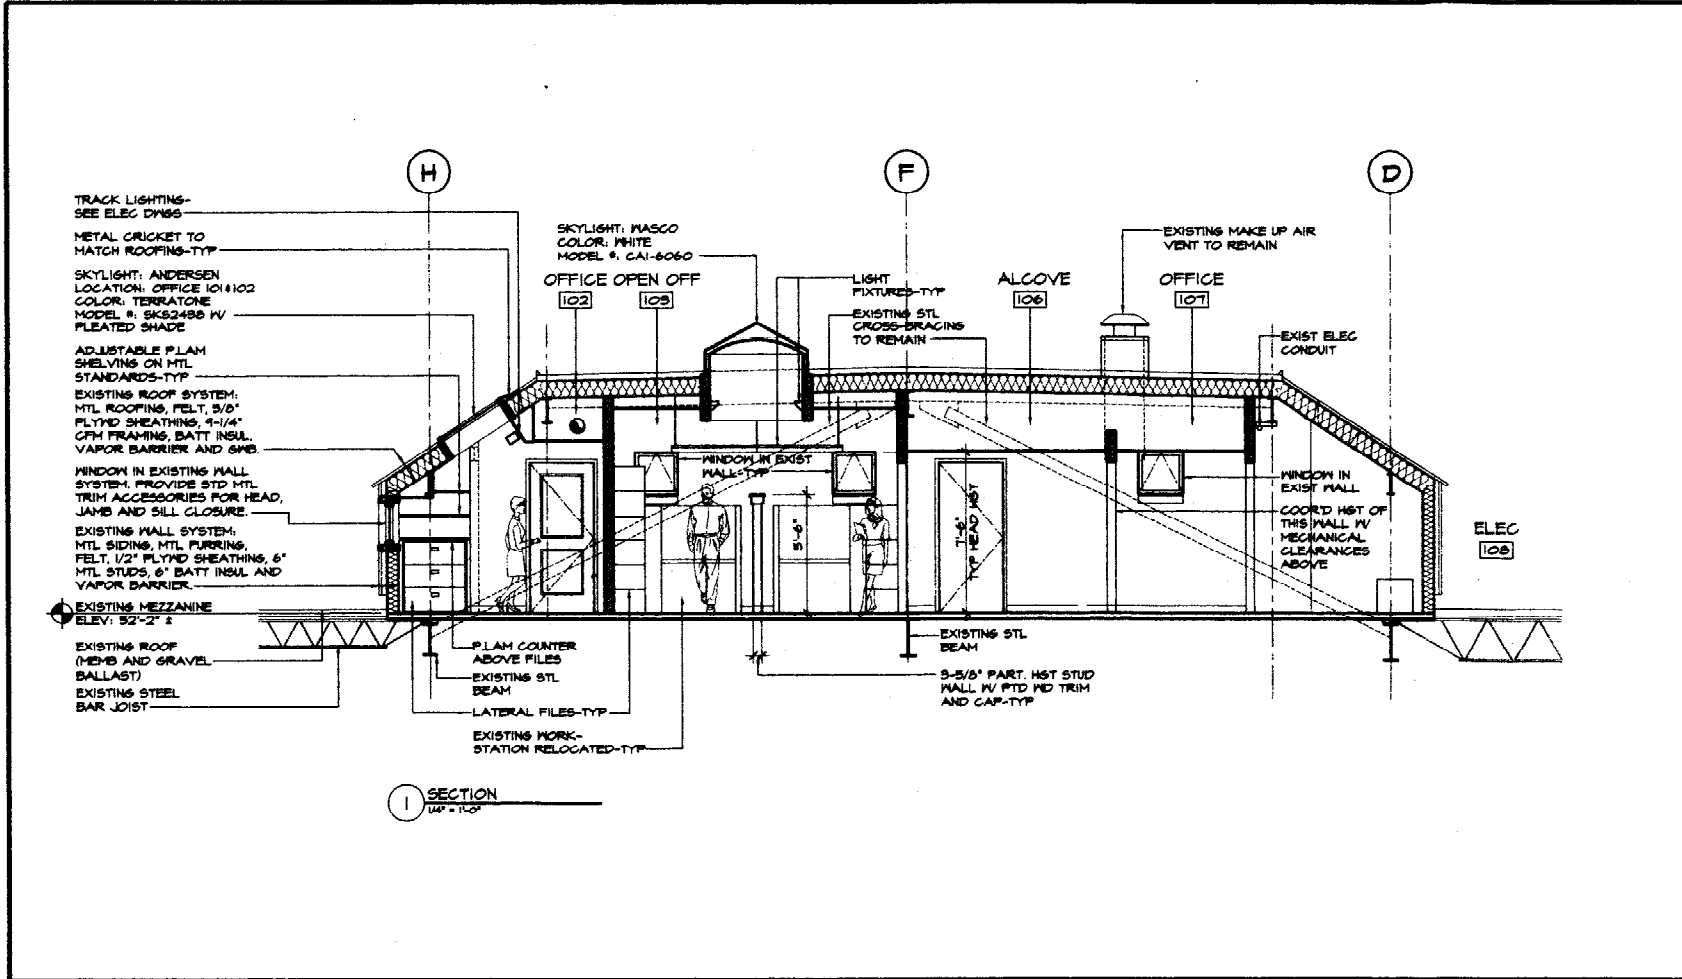 H
F
D
TRACK LIGHTING-
SEE ELEC DWGS
METAL CRICKET TO
MATCH ROOFING-TYP
SKYLIGHT: ANDERSEN
LOCATION: OFFICE 101&102
COLOR: TERRATONE
MODEL #: SKS2488 W/
PLEATED SHADE
ADJUSTABLE P.LAM
SHELVING ON MTL
STANDARDS-TYP
EXISTING ROOF SYSTEM:
MTL ROOFING, FELT, 5/8"
PLYWD SHEATHING, 9-1/4"
CFM FRAMING, BATT INSUL.
VAPOR BARRIER AND GWB.
WINDOW IN EXISTING WALL
SYSTEM. PROVIDE STD MTL
TRIM ACCESSORIES FOR HEAD,
JAMB AND SILL CLOSURE.
EXISTING WALL SYSTEM:
MTL SIDING, MTL FURRING,
FELT, 1/2" PLYWD SHEATHING, 6"
MTL STUDS, 6" BATT INSUL AND
VAPOR BARRIER.
EXISTING MEZZANINE
ELEV: 32'-2" ±
EXISTING ROOF
(MEMB AND GRAVEL
BALLAST)
EXISTING STEEL
BAR JOIST
SKYLIGHT: WASCO
COLOR: WHITE
MODEL #: CA1-6060
OFFICE
102
OPEN OFF
103
LIGHT
FIXTURES-TYP
EXISTING STL
CROSS-BRACING
TO REMAIN
ALCOVE
106
OFFICE
107
EXISTING MAKE UP AIR
VENT TO REMAIN
EXIST ELEC
CONDUIT
WINDOW IN EXIST
WALL-TYP
5'-6"
7'-6"
TYP HEAD HGT
WINDOW IN
EXIST WALL
COOR'D HGT OF
THIS WALL W/
MECHANICAL
CLEARANCES
ABOVE
ELEC
108
P.LAM COUNTER
ABOVE FILES
EXISTING STL
BEAM
LATERAL FILES-TYP
EXISTING WORK-
STATION RELOCATED-TYP
EXISTING STL
BEAM
3-5/8" PART. HGT STUD
WALL W/ PTD WD TRIM
AND CAP-TYP
1
SECTION
1/4" = 1'-0"